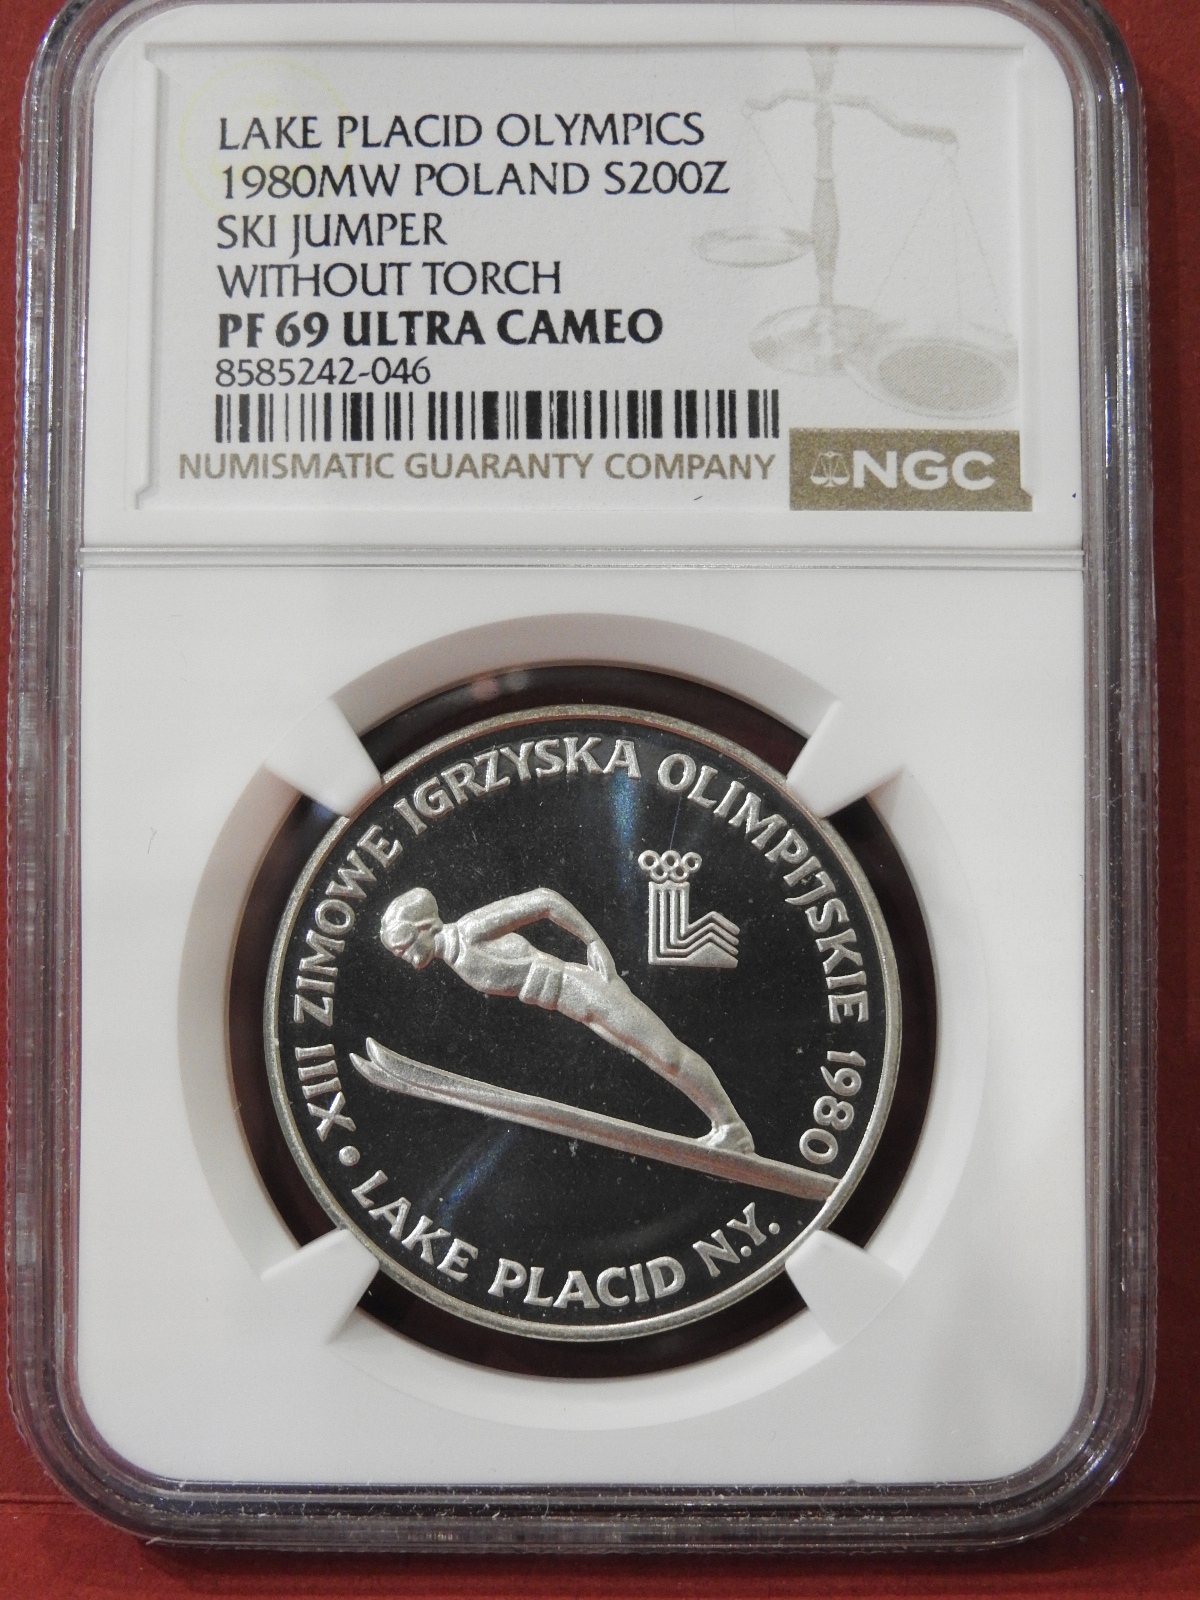 LAKE PLACID OLYMPICS
1980MW POLAND S200Z
SKI JUMPER
WITHOUT TORCH
PF 69 ULTRA CAMEO
8585242-046
NUMISMATIC GUARANTY COMPANY
NGC
XIII ZIMOWE IGRZYSKA OLIMPIJSKIE 1980
• LAKE PLACID N.Y.